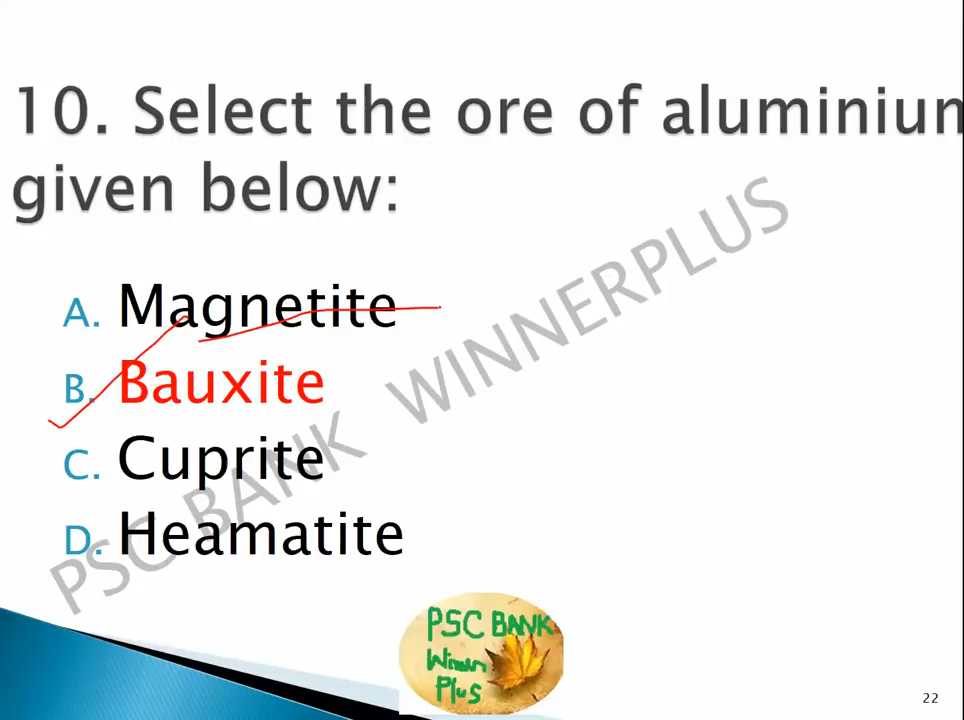 10. Select the ore of aluminium
given below:
A. Magnetite
B. Bauxite
C. Cuprite
D. Heamatite
PSC BANK WINNERPLUS
PSC BANK
Winner
Plus
22